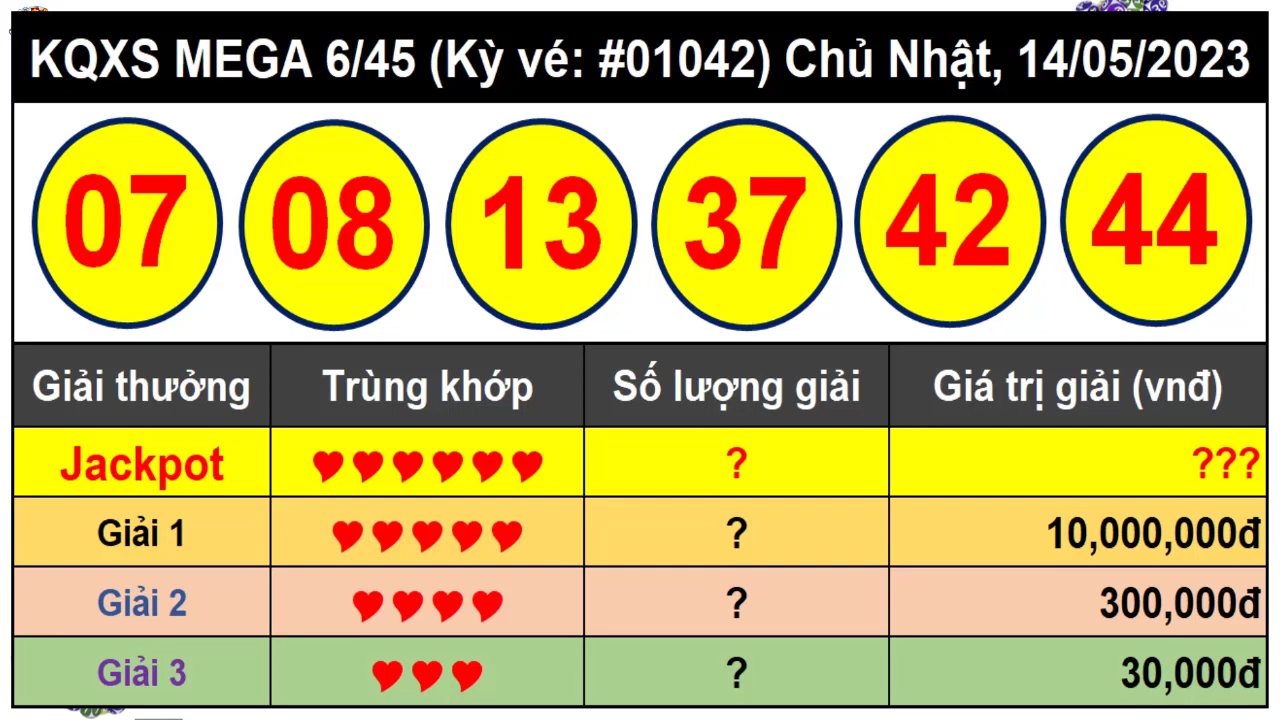 KQXS MEGA 6/45 (Kỳ vé: #01042) Chủ Nhật, 14/05/2023
07 08 13 37 42 44
Giải thưởng Trùng khớp Số lượng giải Giá trị giải (vnđ)
Jackpot ? ???
Giải 1 ? 10,000,000đ
Giải 2 ? 300,000đ
Giải 3 ? 30,000đ